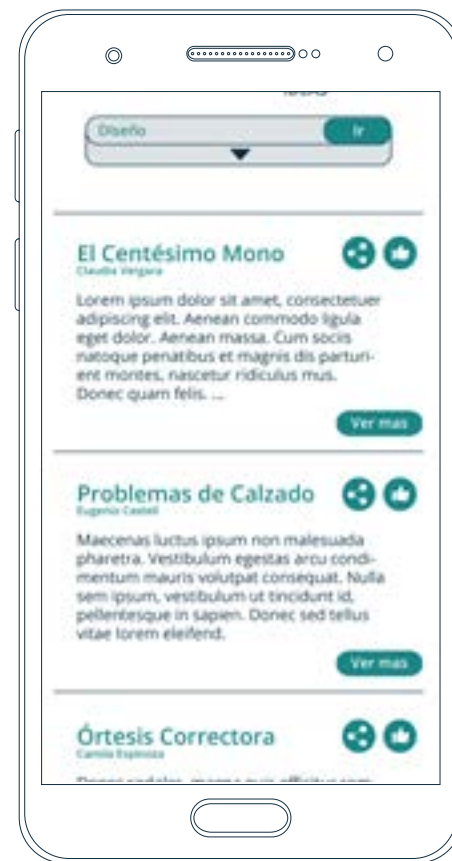 Diseño
Ir
El Centésimo Mono
Claudia Vergara
Lorem ipsum dolor sit amet, consectetuer
adipiscing elit. Aenean commodo ligula
eget dolor. Aenean massa. Cum sociis
natoque penatibus et magnis dis parturi-
ent montes, nascetur ridiculus mus.
Donec quam felis. ...
Ver mas
Problemas de Calzado
Eugenio Castell
Maecenas luctus ipsum non malesuada
pharetra. Vestibulum egestas arcu condi-
mentum mauris volutpat consequat. Nulla
sem ipsum, vestibulum ut tincidunt id,
pellentesque in sapien. Donec sed tellus
vitae lorem eleifend.
Ver mas
Órtesis Correctora
Camila Espinoza